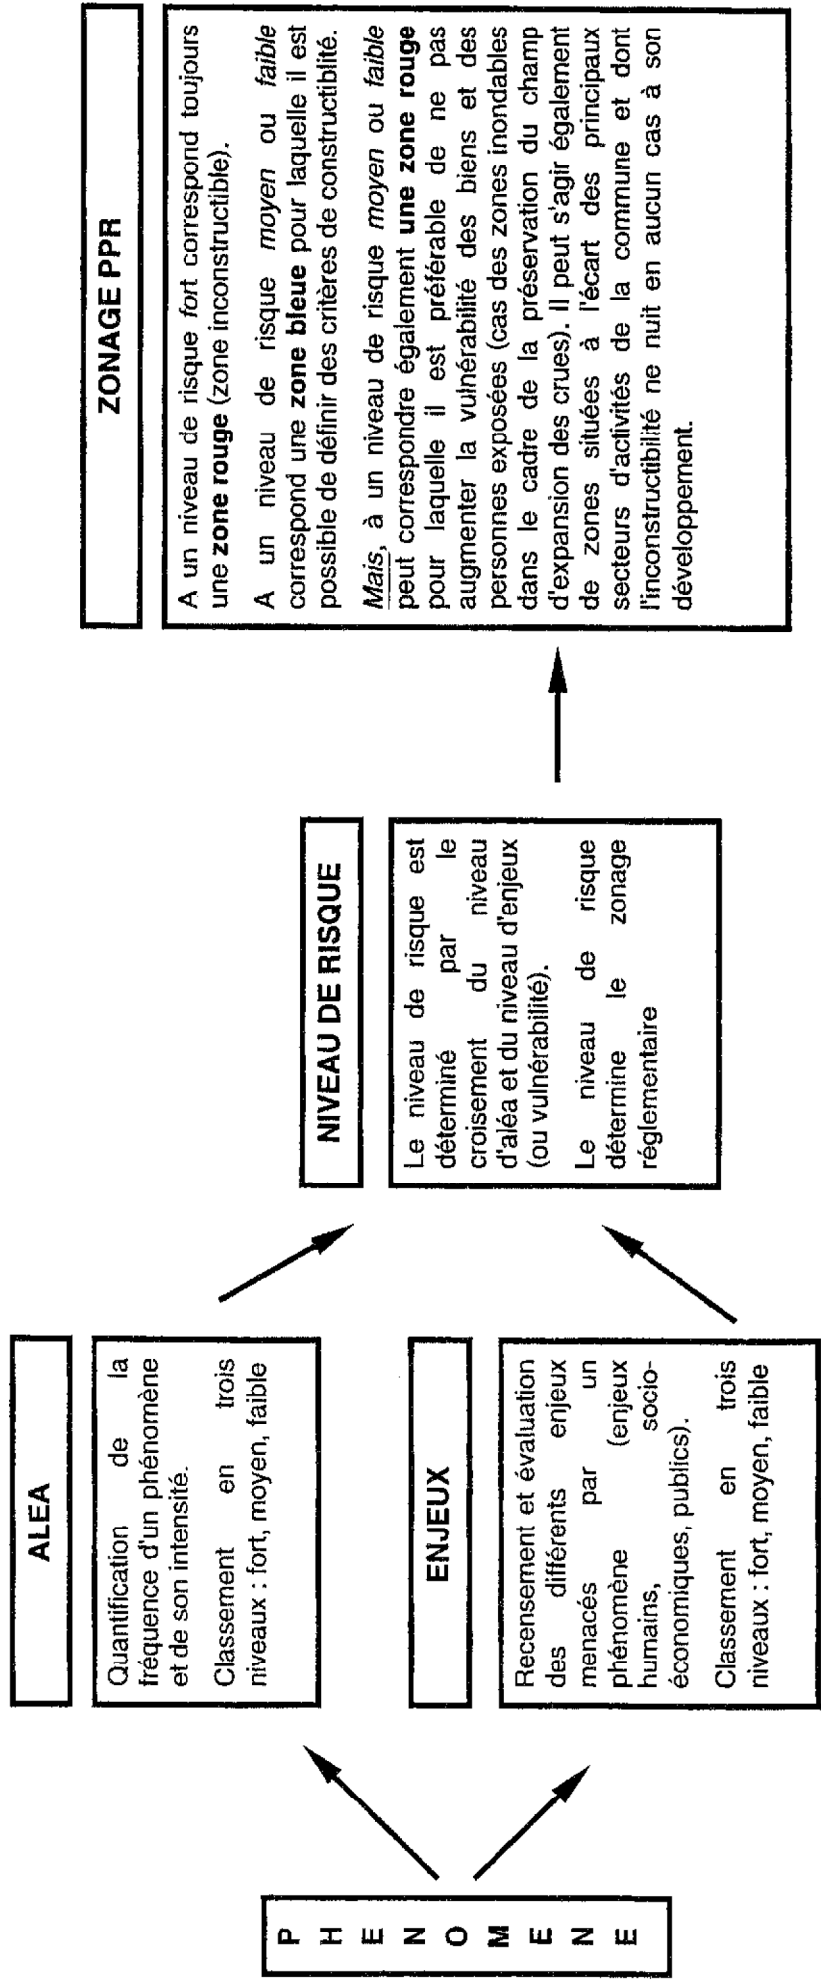 PHENOMENE
ALEA
Quantification de la
fréquence d'un phénomène
et de son intensité.
Classement en trois
niveaux : fort, moyen, faible
ENJEUX
Recensement et évaluation
des différents enjeux
menacés par un
phénomène (enjeux
humains, socio-
économiques, publics).
Classement en trois
niveaux : fort, moyen, faible
NIVEAU DE RISQUE
Le niveau de risque est
déterminé par le
croisement du niveau
d'aléa et du niveau d'enjeux
(ou vulnérabilité).
Le niveau de risque
détermine le zonage
réglementaire
ZONAGE PPR
A un niveau de risque fort correspond toujours
une zone rouge (zone inconstructible).
A un niveau de risque moyen ou faible
correspond une zone bleue pour laquelle il est
possible de définir des critères de constructiblité.
Mais, à un niveau de risque moyen ou faible
peut correspondre également une zone rouge
pour laquelle il est préférable de ne pas
augmenter la vulnérabilité des biens et des
personnes exposées (cas des zones inondables
dans le cadre de la préservation du champ
d'expansion des crues). Il peut s'agir également
de zones situées à l'écart des principaux
secteurs d'activités de la commune et dont
l'inconstructibilité ne nuit en aucun cas à son
développement.